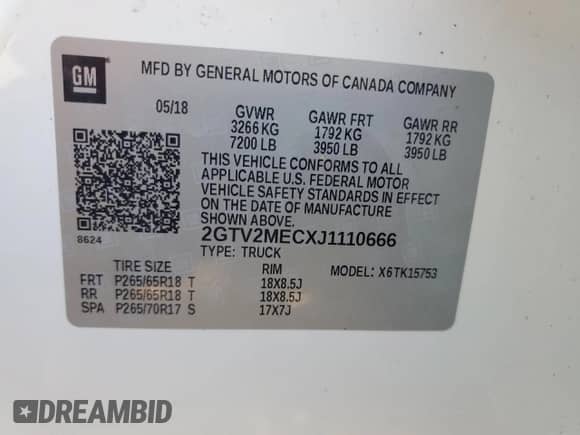 GM
MFD BY GENERAL MOTORS OF CANADA COMPANY
05/18 GVWR GAWR FRT GAWR RR
3266 KG 1792 KG 1792 KG
7200 LB 3950 LB 3950 LB
THIS VEHICLE CONFORMS TO ALL
APPLICABLE U.S. FEDERAL MOTOR
VEHICLE SAFETY STANDARDS IN EFFECT
ON THE DATE OF MANUFACTURE
SHOWN ABOVE.
8624 2GTV2MECXJ1110666
TYPE: TRUCK
TIRE SIZE RIM MODEL: X6TK15753
FRT P265/65R18 T 18X8.5J
RR P265/65R18 T 18X8.5J
SPA P265/70R17 S 17X7J
DREAMBID